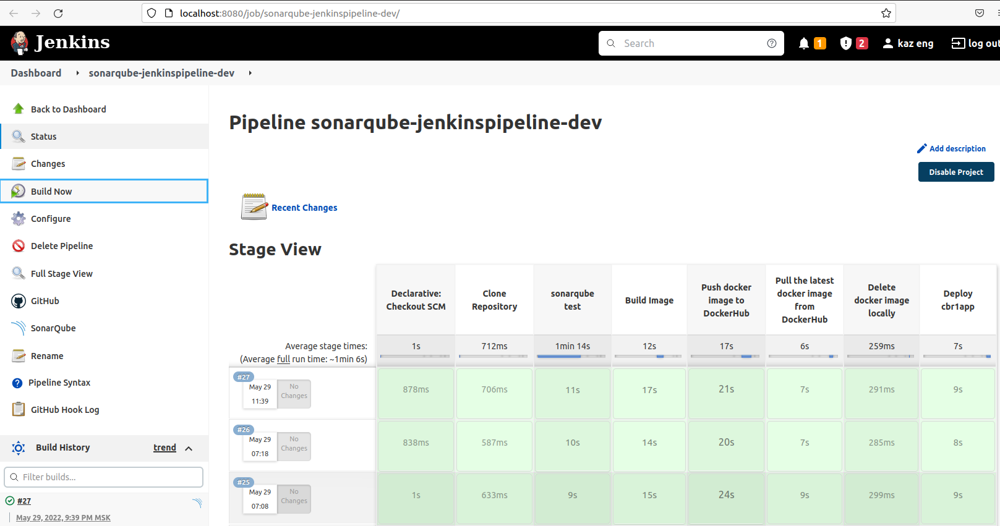 localhost:8080/job/sonarqube-jenkinspipeline-dev/
Jenkins
Search
1
2
kaz eng
log out
Dashboard
sonarqube-jenkinspipeline-dev
Back to Dashboard
Status
Changes
Build Now
Configure
Delete Pipeline
Full Stage View
GitHub
SonarQube
Rename
Pipeline Syntax
GitHub Hook Log
Build History
trend
Filter builds...
#27
May 29, 2022, 9:39 PM MSK
Pipeline sonarqube-jenkinspipeline-dev
Add description
Disable Project
Recent Changes
Stage View
Declarative:
Checkout SCM
Clone
Repository
sonarqube
test
Build Image
Push docker
image to
DockerHub
Pull the latest
docker image
from
DockerHub
Delete
docker image
locally
Deploy
cbr1app
Average stage times:
(Average full run time: ~1min 6s)
1s
712ms
1min 14s
12s
17s
6s
259ms
7s
#27
May 29
11:39
No
Changes
878ms
706ms
11s
17s
21s
7s
291ms
9s
#26
May 29
07:18
No
Changes
838ms
587ms
10s
14s
20s
7s
285ms
8s
#25
May 29
07:08
No
Changes
1s
633ms
9s
15s
24s
9s
299ms
9s